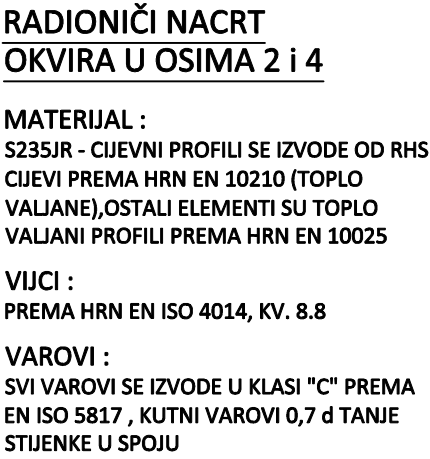 RADIONIČI NACRT
OKVIRA U OSIMA 2 i 4
MATERIJAL :
S235JR - CIJEVNI PROFILI SE IZVODE OD RHS
CIJEVI PREMA HRN EN 10210 (TOPLO
VALJANE),OSTALI ELEMENTI SU TOPLO
VALJANI PROFILI PREMA HRN EN 10025
VIJCI :
PREMA HRN EN ISO 4014, KV. 8.8
VAROVI :
SVI VAROVI SE IZVODE U KLASI "C" PREMA
EN ISO 5817 , KUTNI VAROVI 0,7 d TANJE
STIJENKE U SPOJU